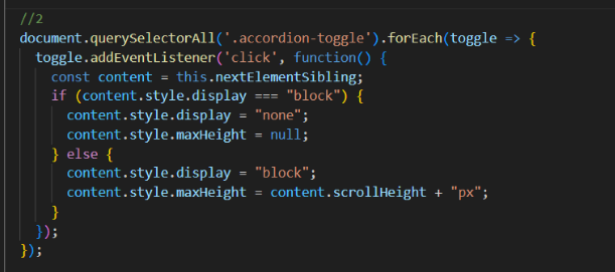 //2
document.querySelectorAll('.accordion-toggle').forEach(toggle => {
  toggle.addEventListener('click', function() {
    const content = this.nextElementSibling;
    if (content.style.display === "block") {
      content.style.display = "none";
      content.style.maxHeight = null;
    } else {
      content.style.display = "block";
      content.style.maxHeight = content.scrollHeight + "px";
    }
  });
});